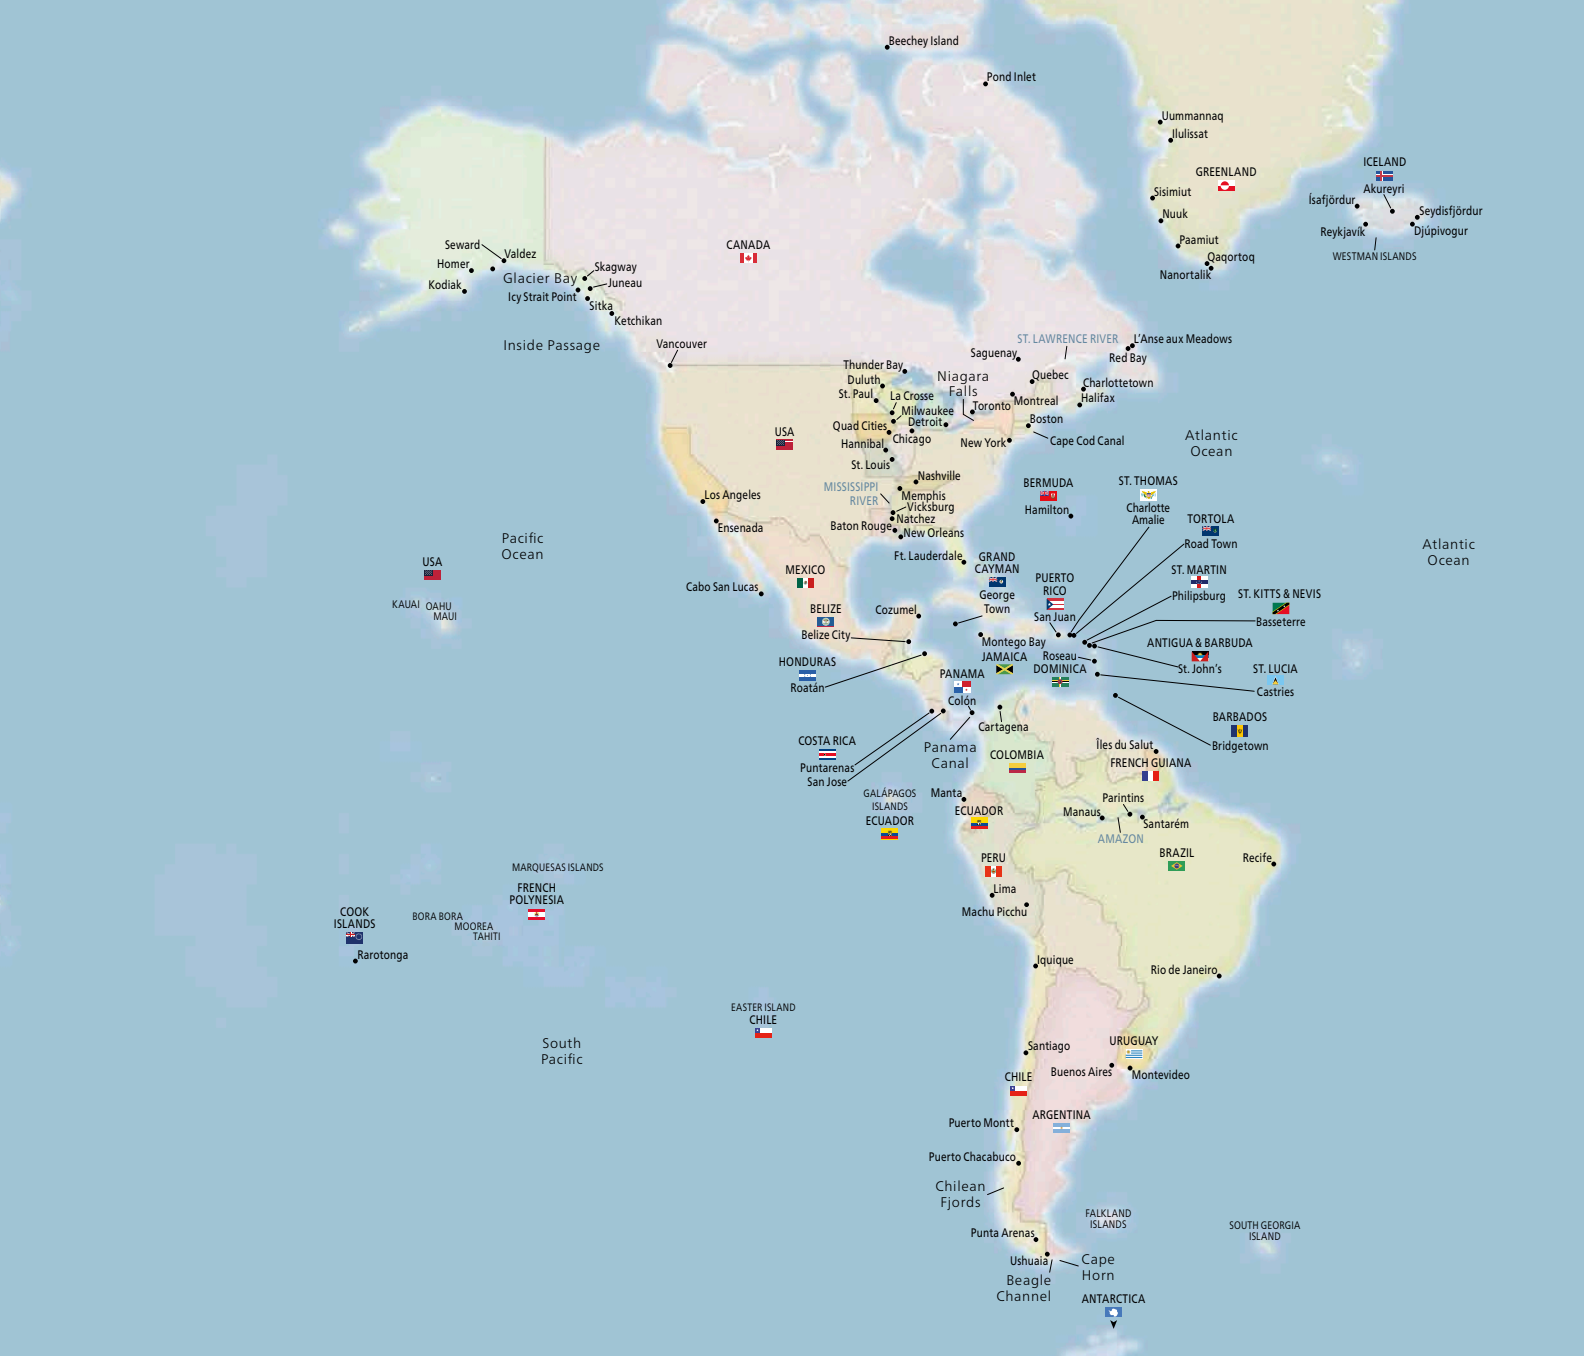 Beechey Island
Pond Inlet
Uummannaq
Ilulissat
GREENLAND
Sisimiut
Nuuk
Paamiut
Qaqortoq
Nanortalik
ICELAND
Akureyri
Ísafjördur
Seydisfjördur
Reykjavík
Djúpivogur
WESTMAN ISLANDS
CANADA
Seward
Valdez
Homer
Kodiak
Glacier Bay
Skagway
Juneau
Icy Strait Point
Sitka
Ketchikan
Inside Passage
Vancouver
ST. LAWRENCE RIVER
L'Anse aux Meadows
Red Bay
Saguenay
Thunder Bay
Duluth
St. Paul
La Crosse
Niagara
Falls
Quebec
Charlottetown
Halifax
Montreal
Toronto
Milwaukee
Detroit
Boston
Quad Cities
Chicago
New York
Cape Cod Canal
USA
Hannibal
St. Louis
Atlantic
Ocean
Nashville
MISSISSIPPI
RIVER
Memphis
Vicksburg
Natchez
Baton Rouge
New Orleans
Los Angeles
Ensenada
BERMUDA
Hamilton
ST. THOMAS
Charlotte
Amalie
TORTOLA
Road Town
Pacific
Ocean
Atlantic
Ocean
USA
KAUAI
OAHU
MAUI
Ft. Lauderdale
GRAND
CAYMAN
George
Town
MEXICO
Cabo San Lucas
PUERTO
RICO
San Juan
ST. MARTIN
Philipsburg
ST. KITTS & NEVIS
Basseterre
BELIZE
Belize City
Cozumel
Montego Bay
JAMAICA
Roseau
DOMINICA
ANTIGUA & BARBUDA
St. John's
ST. LUCIA
Castries
HONDURAS
Roatán
PANAMA
Colón
Cartagena
BARBADOS
Bridgetown
COSTA RICA
Puntarenas
San Jose
Panama
Canal
COLOMBIA
Îles du Salut
FRENCH GUIANA
GALÁPAGOS
ISLANDS
ECUADOR
Manta
ECUADOR
Parintins
Manaus
Santarém
AMAZON
BRAZIL
Recife
PERU
Lima
Machu Picchu
MARQUESAS ISLANDS
FRENCH
POLYNESIA
COOK
ISLANDS
Rarotonga
BORA BORA
MOOREA
TAHITI
Iquique
Rio de Janeiro
EASTER ISLAND
CHILE
South
Pacific
Santiago
URUGUAY
Buenos Aires
Montevideo
CHILE
ARGENTINA
Puerto Montt
Puerto Chacabuco
Chilean
Fjords
FALKLAND
ISLANDS
SOUTH GEORGIA
ISLAND
Punta Arenas
Ushuaia
Cape
Horn
Beagle
Channel
ANTARCTICA